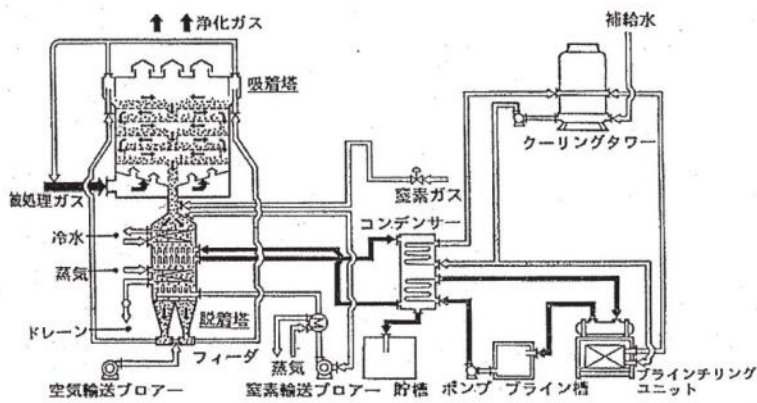 浄化ガス
補給水
吸着塔
クーリングタワー
被処理ガス
窒素ガス
コンデンサー
冷水
蒸気
脱着塔
ドレーン
フィーダ
M
蒸気
空気輸送ブロアー
窒素輸送ブロアー
貯槽
ポンプ
ブライン槽
ブラインチリング
ユニット